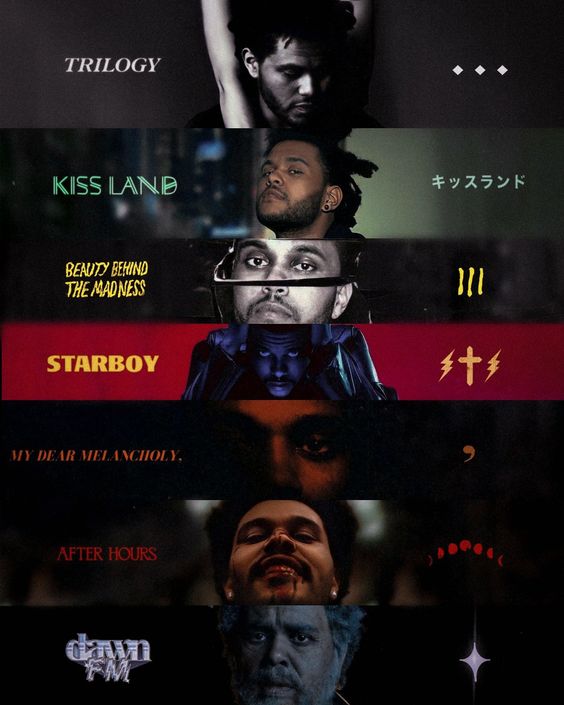 TRILOGY
KISS LAND
キッスランド
BEAUTY BEHIND
THE MADNESS
III
STARBOY
MY DEAR MELANCHOLY,
,
AFTER HOURS
dawn
FM